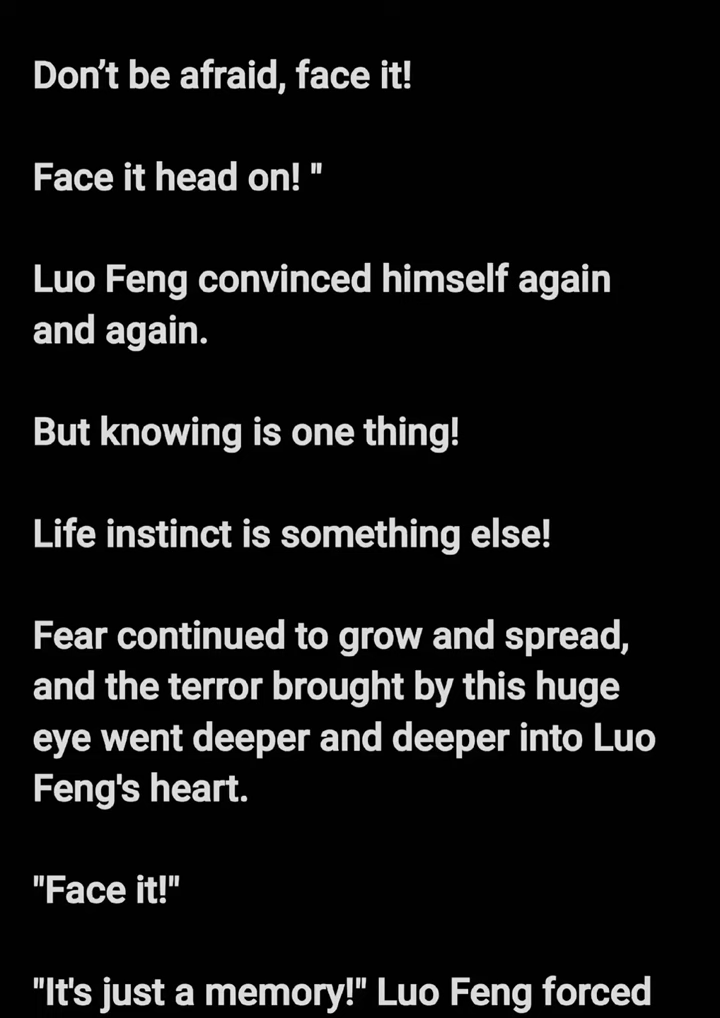 Don’t be afraid, face it!
Face it head on! "
Luo Feng convinced himself again
and again.
But knowing is one thing!
Life instinct is something else!
Fear continued to grow and spread,
and the terror brought by this huge
eye went deeper and deeper into Luo
Feng's heart.
"Face it!"
"It's just a memory!" Luo Feng forced